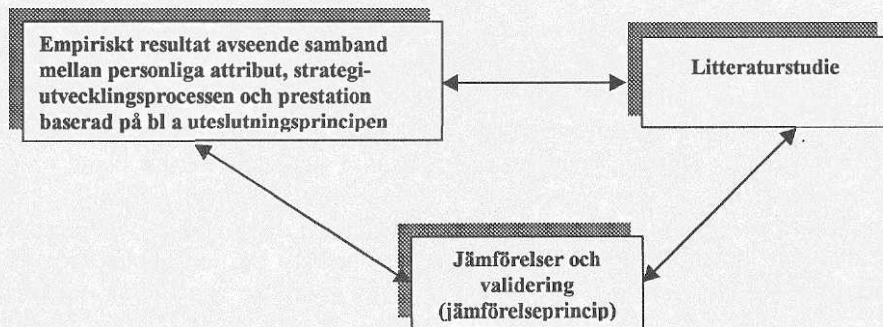 Empiriskt resultat avseende samband
mellan personliga attribut, strategi-
utvecklingsprocessen och prestation
baserad på bl a uteslutningsprincipen
Litteraturstudie
Jämförelser och
validering
(jämförelseprincip)